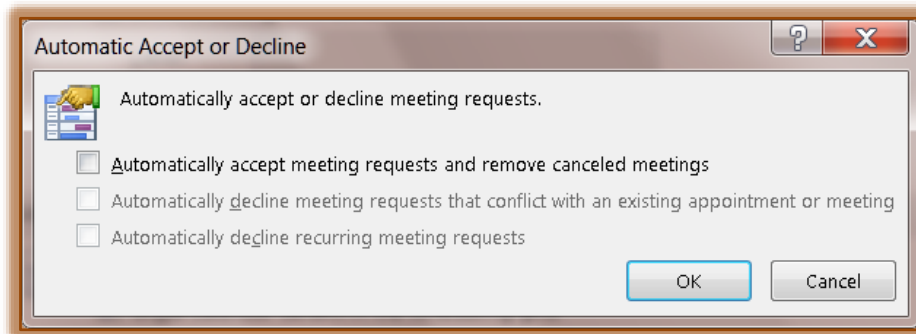 Automatic Accept or Decline
?
X
Automatically accept or decline meeting requests.
Automatically accept meeting requests and remove canceled meetings
Automatically decline meeting requests that conflict with an existing appointment or meeting
Automatically decline recurring meeting requests
OK
Cancel